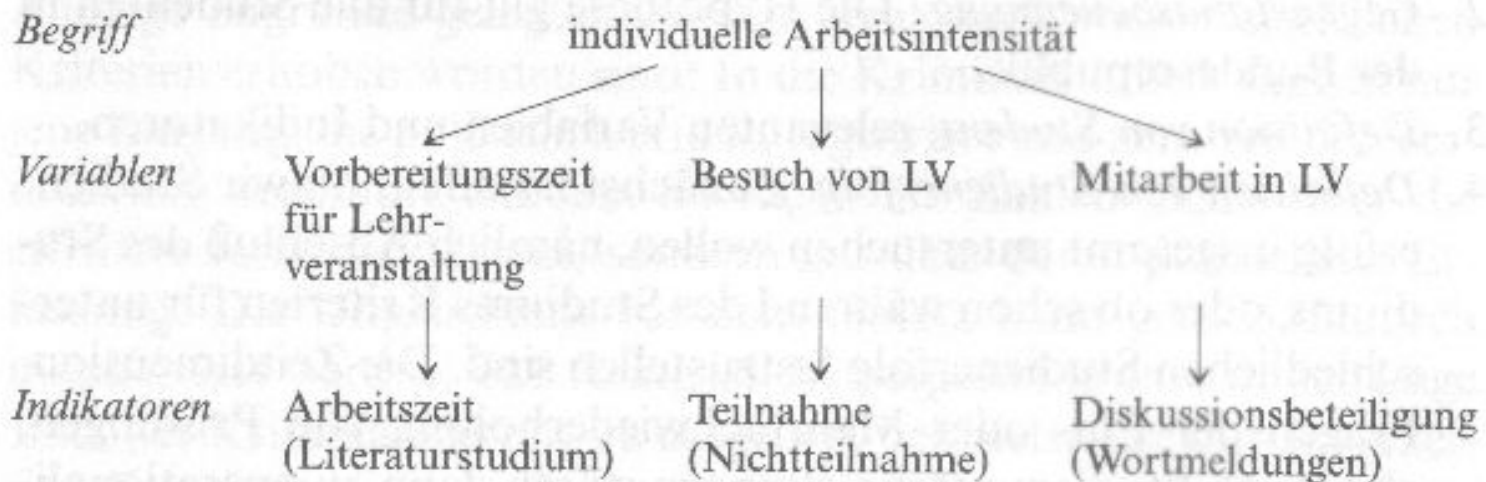 Begriff individuelle Arbeitsintensität
Variablen Vorbereitungszeit Besuch von LV Mitarbeit in LV
für Lehr-
veranstaltung
Indikatoren Arbeitszeit Teilnahme Diskussionsbeteiligung
(Literaturstudium) (Nichtteilnahme) (Wortmeldungen)